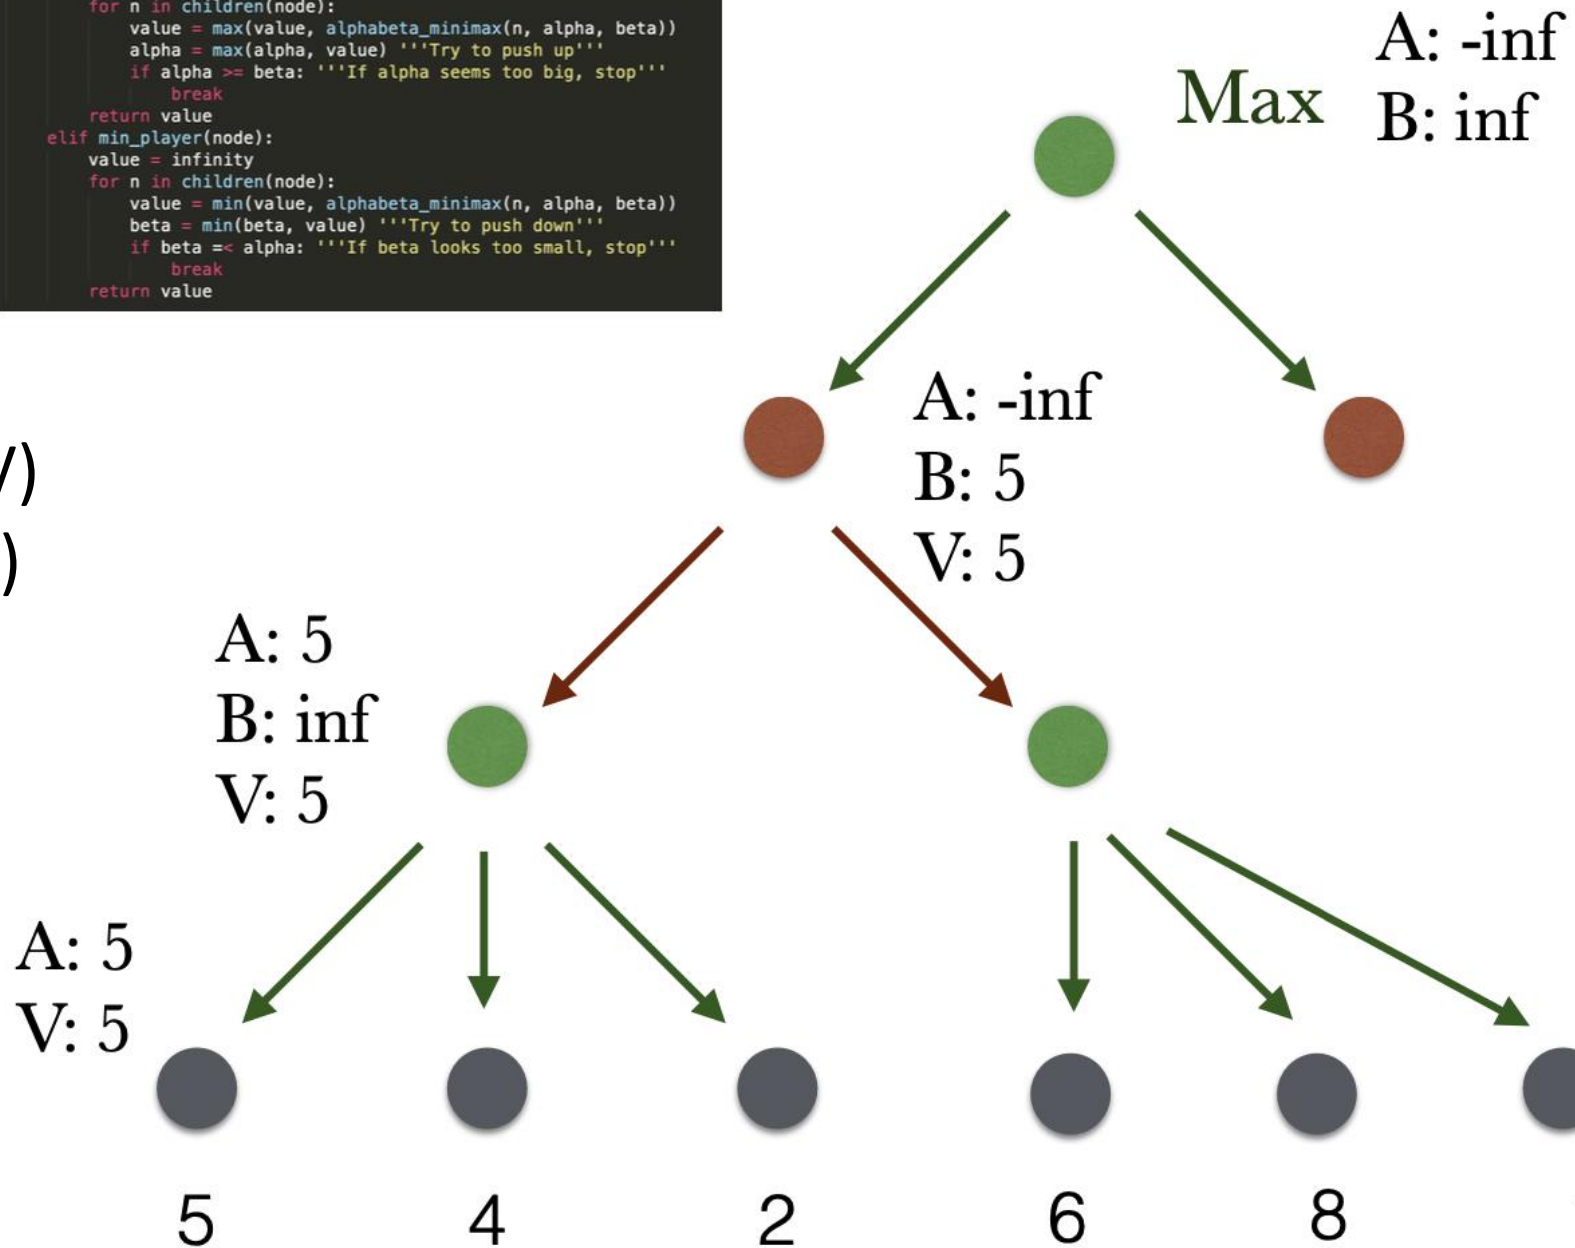 for n in children(node):
value = max(value, alphabeta_minimax(n, alpha, beta))
alpha = max(alpha, value) '''Try to push up'''
if alpha >= beta: '''If alpha seems too big, stop'''
break
return value
elif min_player(node):
value = infinity
for n in children(node):
value = min(value, alphabeta_minimax(n, alpha, beta))
beta = min(beta, value) '''Try to push down'''
if beta =< alpha: '''If beta looks too small, stop'''
break
return value
Max
A: -inf
B: inf
)
)
A: -inf
B: 5
V: 5
A: 5
B: inf
V: 5
A: 5
V: 5
5 4 2 6 8